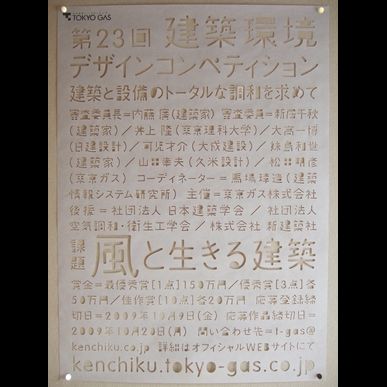 TOKYO GAS
第23回 建築環境
デザインコンペティション
建築と設備のトータルな調和を求めて
審査委員長=内藤 廣(建築家) 審査委員=新居千秋
(建築家)／井上 隆(東京理科大学)／大高一博
(日建設計)／可児才介(大成建設)／妹島和世
(建築家)／山田幸夫(久米設計)／松田明彦
(東京ガス) コーディネーター=馬場璋造(建築
情報システム研究所) 主催=東京ガス株式会社
後援=社団法人 日本建築学会／社団法人
空気調和・衛生工学会／株式会社 新建築社
課題 風と生きる建築
賞金=最優秀賞[1点]150万円／優秀賞[3点]各
50万円／佳作賞[10点]各20万円 応募登録締
切日=2009年10月9日(金) 応募作品締切日=
2009年10月20日(火) 問い合わせ先=t-gas@
kenchiku.co.jp 詳細はオフィシャルWEBサイトにて
kenchiku.tokyo-gas.co.jp